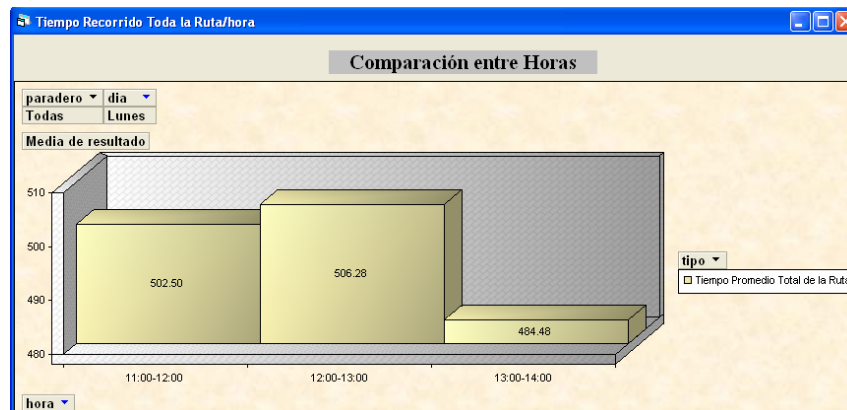 Tiempo Recorrido Toda la Ruta/hora
Comparación entre Horas
paradero dia
Todas Lunes
Media de resultado
510
500
490
480
502.50
506.28
484.48
11:00-12:00 12:00-13:00 13:00-14:00
tipo
Tiempo Promedio Total de la Ruta
hora